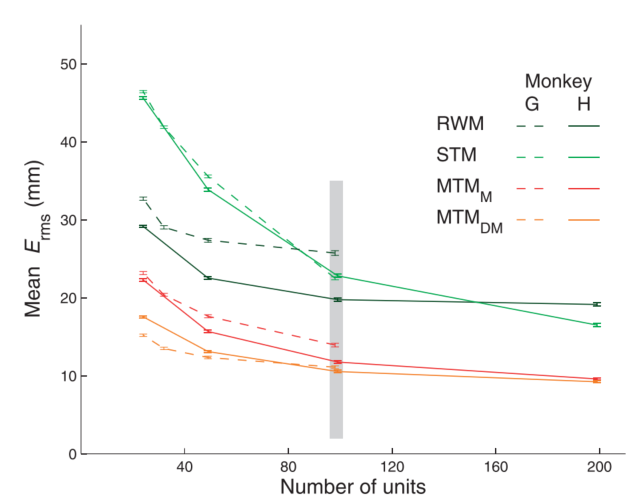 50
40
30
20
10
0
Mean E_rms (mm)
40 80 120 160 200
Number of units
Monkey
G H
RWM
STM
MTM_M
MTM_DM